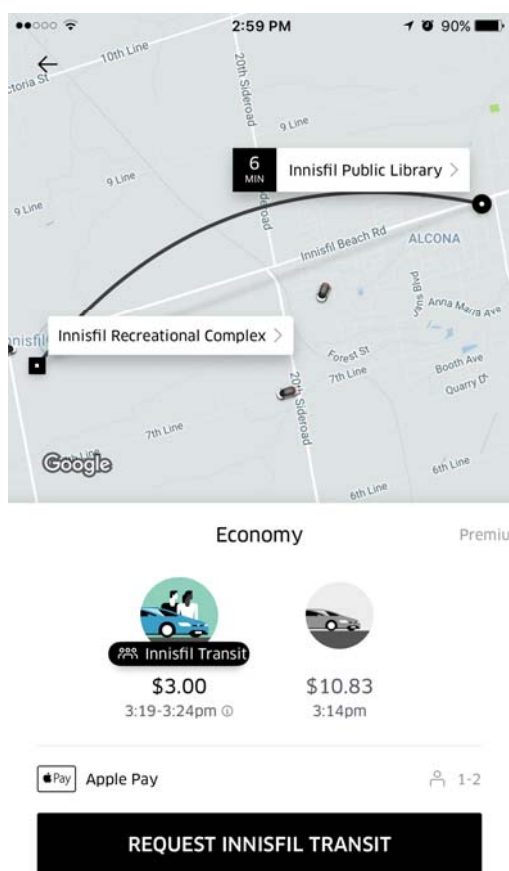 2:59 PM
90%
10th Line
20th Sideroad
9 Line
6
MIN
Innisfil Public Library >
9 Line
9 Line
Innisfil Beach Rd
ALCONA
Innisfil Recreational Complex >
Anna Maria Ave
Forest St
7th Line
Booth Ave
Quarry Dr
20th Sideroad
7th Line
Google
6th Line
6th Line
Economy
Premiu
Innisfil Transit
$3.00
$10.83
3:19-3:24pm
3:14pm
Pay
Apple Pay
1-2
REQUEST INNISFIL TRANSIT